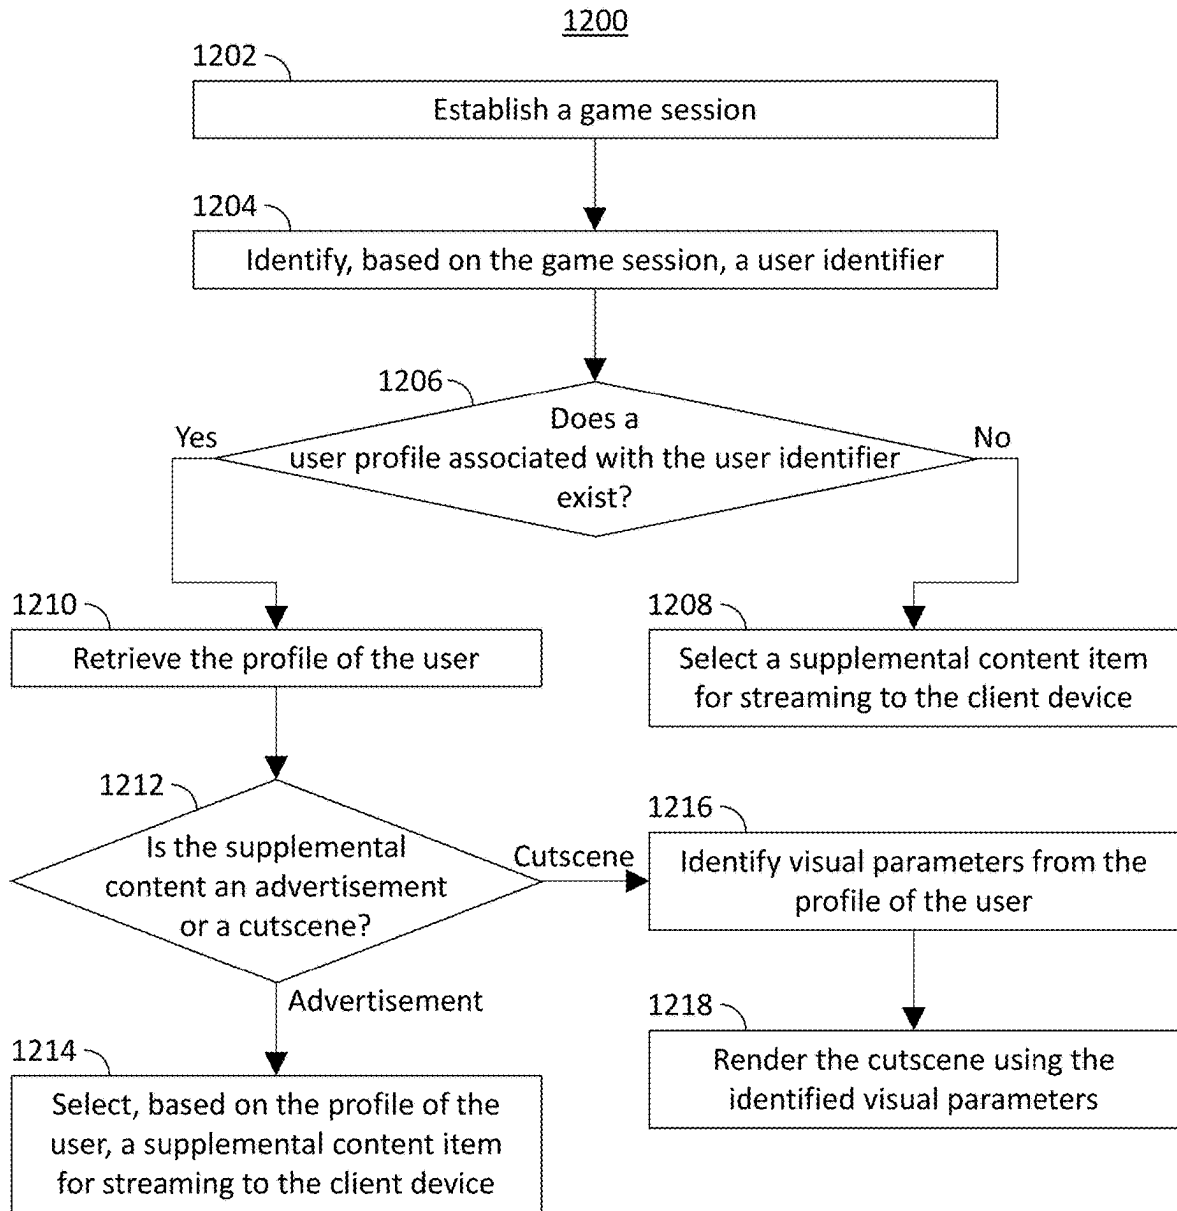 1200
1202
Establish a game session
1204
Identify, based on the game session, a user identifier
1206
Does a
user profile associated with the user identifier
exist?
Yes
No
1210
Retrieve the profile of the user
1208
Select a supplemental content item
for streaming to the client device
1212
Is the supplemental
content an advertisement
or a cutscene?
Cutscene
Advertisement
1216
Identify visual parameters from the
profile of the user
1218
Render the cutscene using the
identified visual parameters
1214
Select, based on the profile of the
user, a supplemental content item
for streaming to the client device